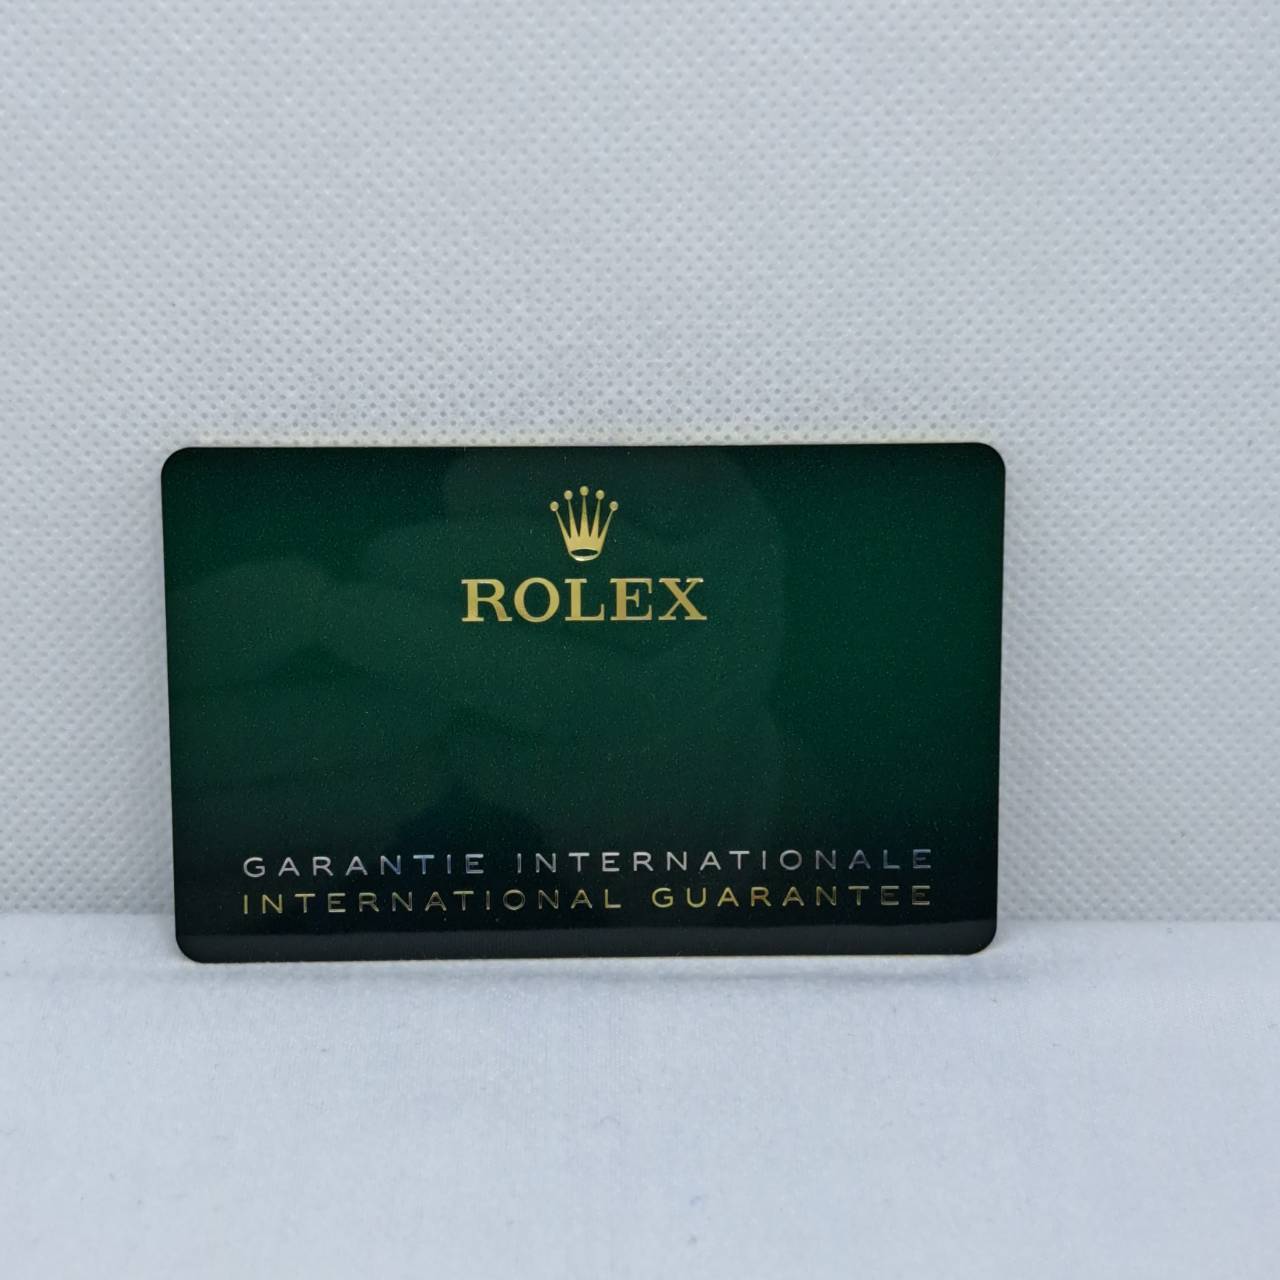 ROLEX
GARANTIE INTERNATIONALE
INTERNATIONAL GUARANTEE